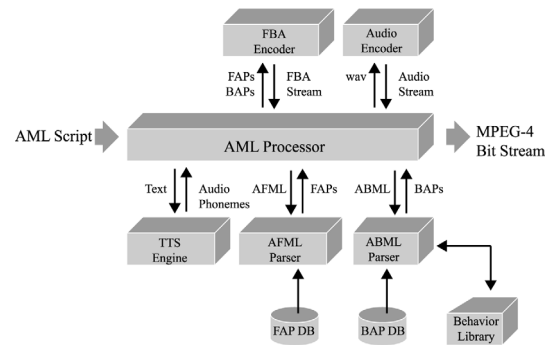 FBA
Encoder
Audio
Encoder
FAPs
BAPs
FBA
Stream
wav
Audio
Stream
AML Script
AML Processor
MPEG-4
Bit Stream
Text
Audio
Phonemes
AFML
FAPs
ABML
BAPs
TTS
Engine
AFML
Parser
ABML
Parser
FAP DB
BAP DB
Behavior
Library